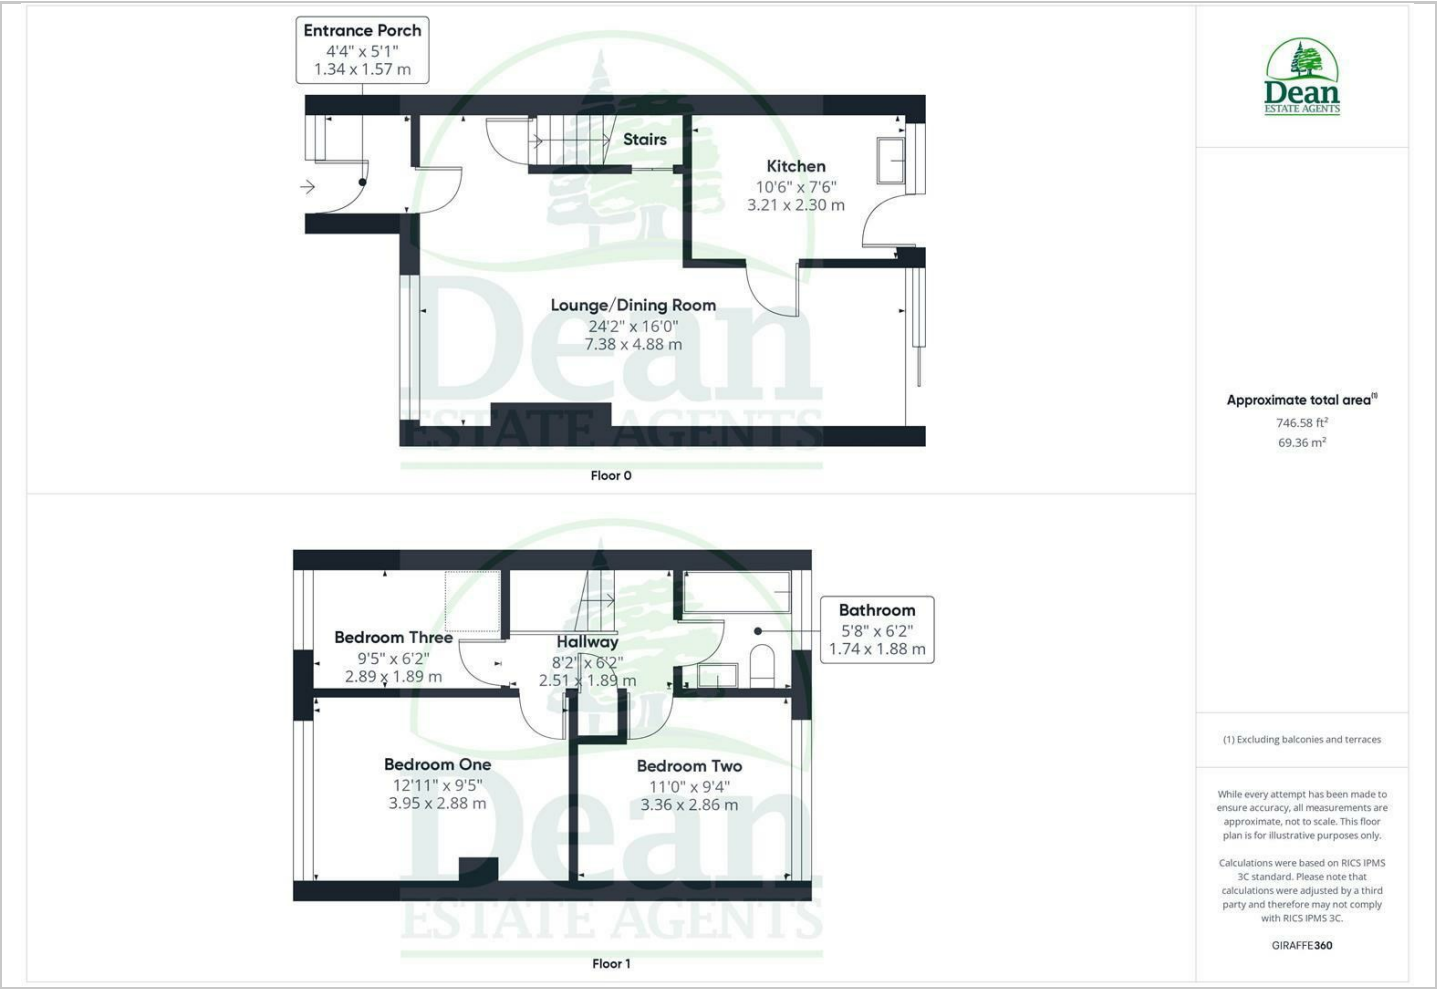 Entrance Porch
4'4" x 5'1"
1.34 x 1.57 m
Stairs
Kitchen
10'6" x 7'6"
3.21 x 2.30 m
Lounge/Dining Room
24'2" x 16'0"
7.38 x 4.88 m
Dean
ESTATE AGENTS
Floor 0
Bedroom Three
9'5" x 6'2"
2.89 x 1.89 m
Hallway
8'2" x 6'2"
2.51 x 1.89 m
Bathroom
5'8" x 6'2"
1.74 x 1.88 m
Bedroom One
12'11" x 9'5"
3.95 x 2.88 m
Bedroom Two
11'0" x 9'4"
3.36 x 2.86 m
Dean
ESTATE AGENTS
Floor 1
Dean
ESTATE AGENTS
Approximate total area(1)
746.58 ft²
69.36 m²
(1) Excluding balconies and terraces
While every attempt has been made to
ensure accuracy, all measurements are
approximate, not to scale. This floor
plan is for illustrative purposes only.
Calculations were based on RICS IPMS
3C standard. Please note that
calculations were adjusted by a third
party and therefore may not comply
with RICS IPMS 3C.
GIRAFFE360